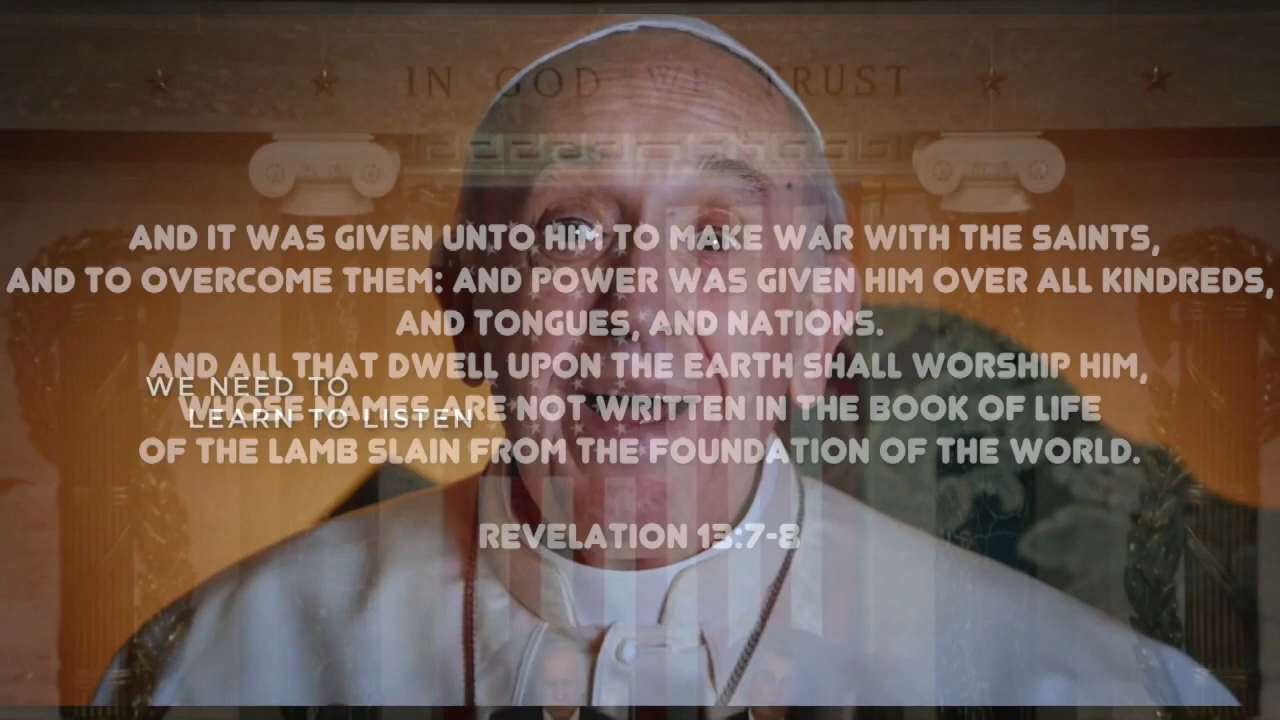 IN GOD WE TRUST
AND IT WAS GIVEN UNTO HIM TO MAKE WAR WITH THE SAINTS,
AND TO OVERCOME THEM: AND POWER WAS GIVEN HIM OVER ALL KINDREDS,
AND TONGUES, AND NATIONS.
AND ALL THAT DWELL UPON THE EARTH SHALL WORSHIP HIM,
WE NEED TO
WHOSE NAMES ARE NOT WRITTEN IN THE BOOK OF LIFE
LEARN TO LISTEN
OF THE LAMB SLAIN FROM THE FOUNDATION OF THE WORLD.
REVELATION 13:7-8